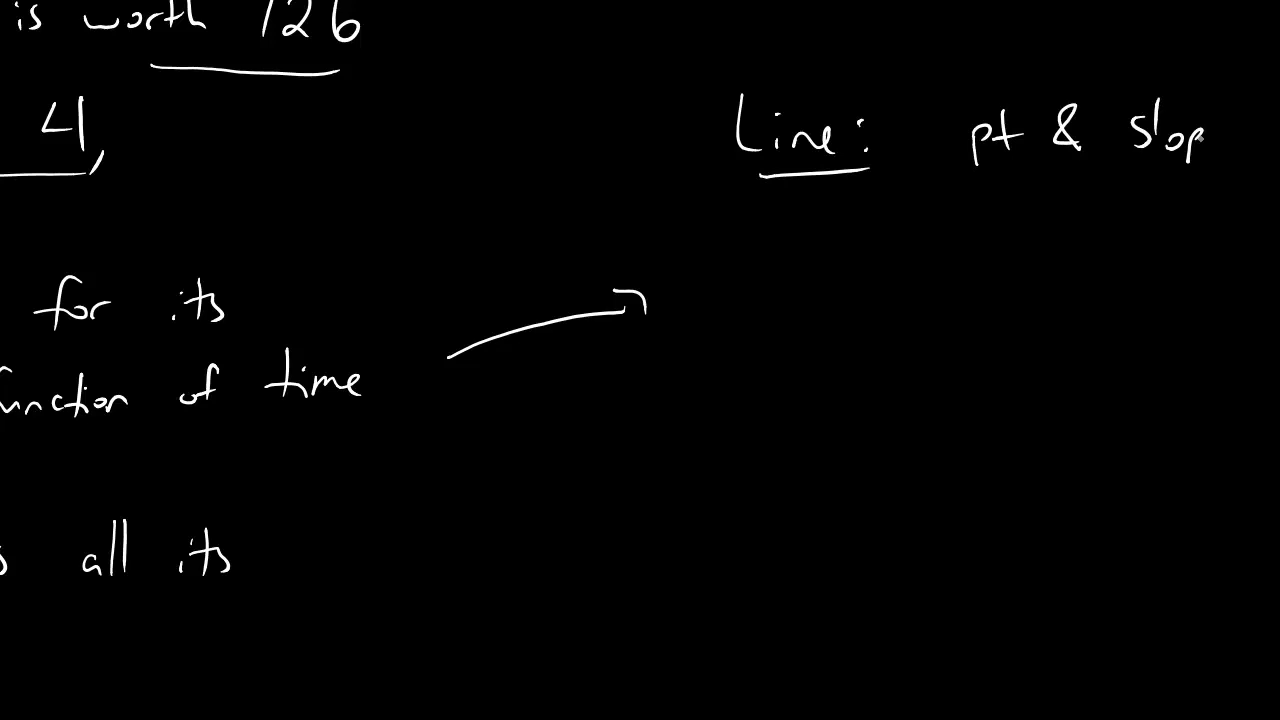 is worth 126
4,
Line: pt & slop
for its
function of time
s all its